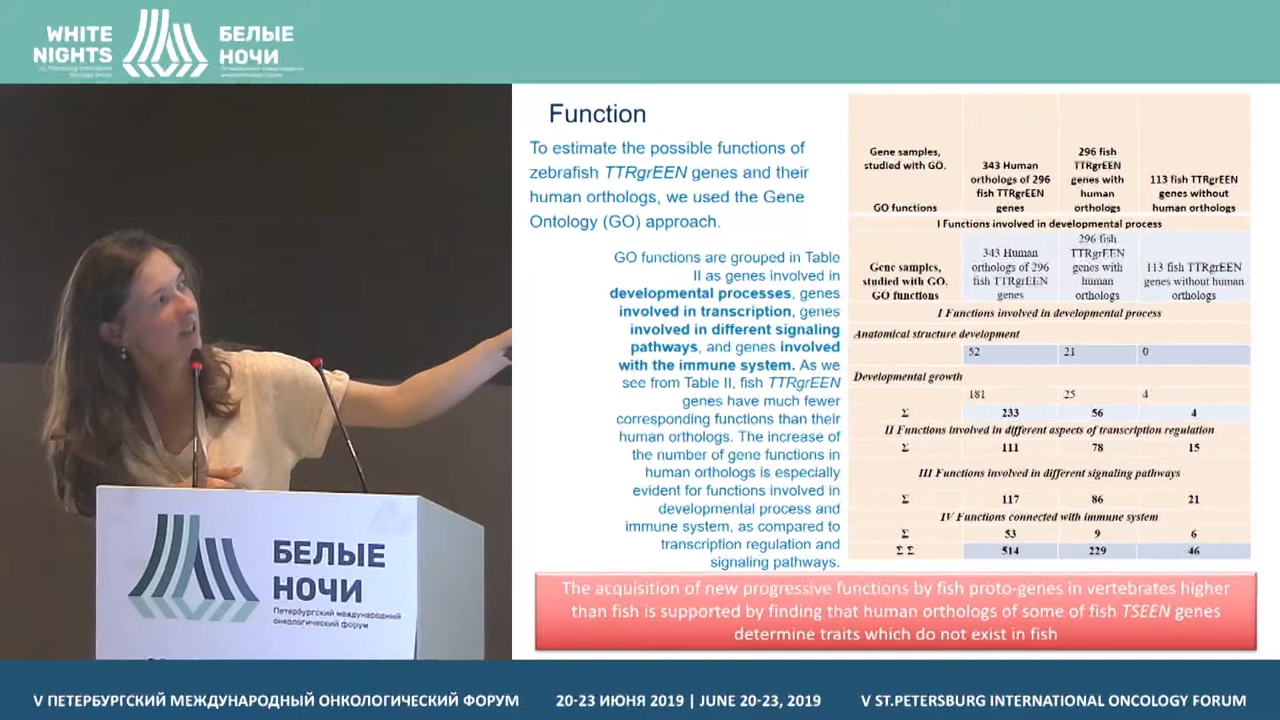 WHITE
NIGHTS
БЕЛЫЕ
НОЧИ
Function
To estimate the possible functions of
zebrafish TTRgrEEN genes and their
human orthologs, we used the Gene
Ontology (GO) approach.
GO functions are grouped in Table
II as genes involved in
developmental processes, genes
involved in transcription, genes
involved in different signaling
pathways, and genes involved
with the immune system. As we
see from Table II, fish TTRgrEEN
genes have much fewer
corresponding functions than their
human orthologs. The increase of
the number of gene functions in
human orthologs is especially
evident for functions involved in
developmental process and
immune system, as compared to
transcription regulation and
signaling pathways.
Gene samples,
studied with GO.
GO functions
343 Human
orthologs of 296
fish TTRgrEEN
genes
296 fish
TTRgrEEN
genes with
human
orthologs
113 fish TTRgrEEN
genes without
human orthologs
I Functions involved in developmental process
Gene samples,
studied with GO.
GO functions
343 Human
orthologs of 296
fish TTRgrEEN
genes
296 fish
TTRgrEEN
genes with
human
orthologs
113 fish TTRgrEEN
genes without human
orthologs
I Functions involved in developmental process
Anatomical structure development
52 21 0
Developmental growth
181 25 4
Σ 233 56 4
II Functions involved in different aspects of transcription regulation
Σ 111 78 15
III Functions involved in different signaling pathways
Σ 117 86 21
IV Functions connected with immune system
Σ 53 9 6
Σ Σ 514 229 46
The acquisition of new progressive functions by fish proto-genes in vertebrates higher
than fish is supported by finding that human orthologs of some of fish TSEEN genes
determine traits which do not exist in fish
БЕЛЫЕ
НОЧИ
Петербургский международный
онкологический форум
V ПЕТЕРБУРГСКИЙ МЕЖДУНАРОДНЫЙ ОНКОЛОГИЧЕСКИЙ ФОРУМ 20-23 ИЮНЯ 2019 | JUNE 20-23, 2019 V ST.PETERSBURG INTERNATIONAL ONCOLOGY FORUM